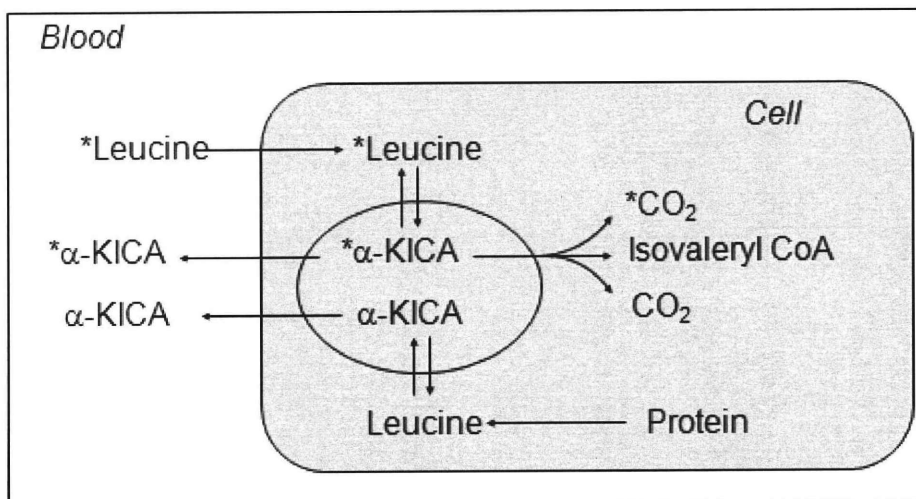 Blood
Cell
*Leucine
*Leucine
*CO₂
*α-KICA
*α-KICA
Isovaleryl CoA
α-KICA
α-KICA
CO₂
Leucine
Protein